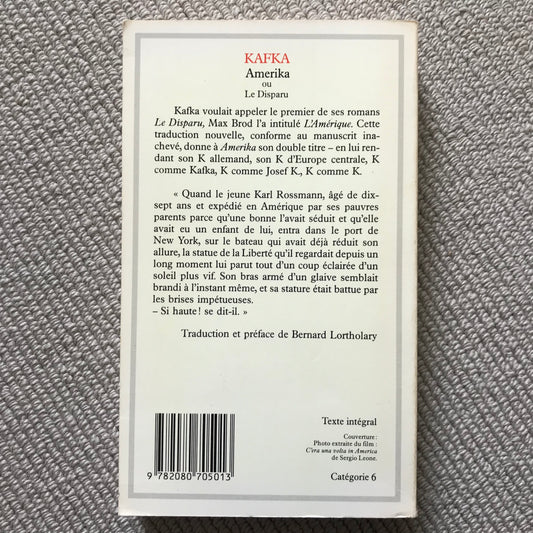 KAFKA
Amerika
ou
Le Disparu
Kafka voulait appeler le premier de ses romans
Le Disparu, Max Brod l'a intitulé L'Amérique. Cette
traduction nouvelle, conforme au manuscrit ina-
chevé, donne à Amerika son double titre – en lui ren-
dant son K allemand, son K d'Europe centrale, K
comme Kafka, K comme Josef K., K comme K.
« Quand le jeune Karl Rossmann, âgé de dix-
sept ans et expédié en Amérique par ses pauvres
parents parce qu'une bonne l'avait séduit et qu'elle
avait eu un enfant de lui, entra dans le port de
New York, sur le bateau qui avait déjà réduit son
allure, la statue de la Liberté qu'il regardait depuis un
long moment lui parut tout d'un coup éclairée d'un
soleil plus vif. Son bras armé d'un glaive semblait
brandi à l'instant même, et sa stature était battue par
les brises impétueuses.
– Si haute! se dit-il. »
Traduction et préface de Bernard Lortholary
Texte intégral
Couverture :
Photo extraite du film :
C'era una volta in America
de Sergio Leone.
Catégorie 6
9 782080 705013